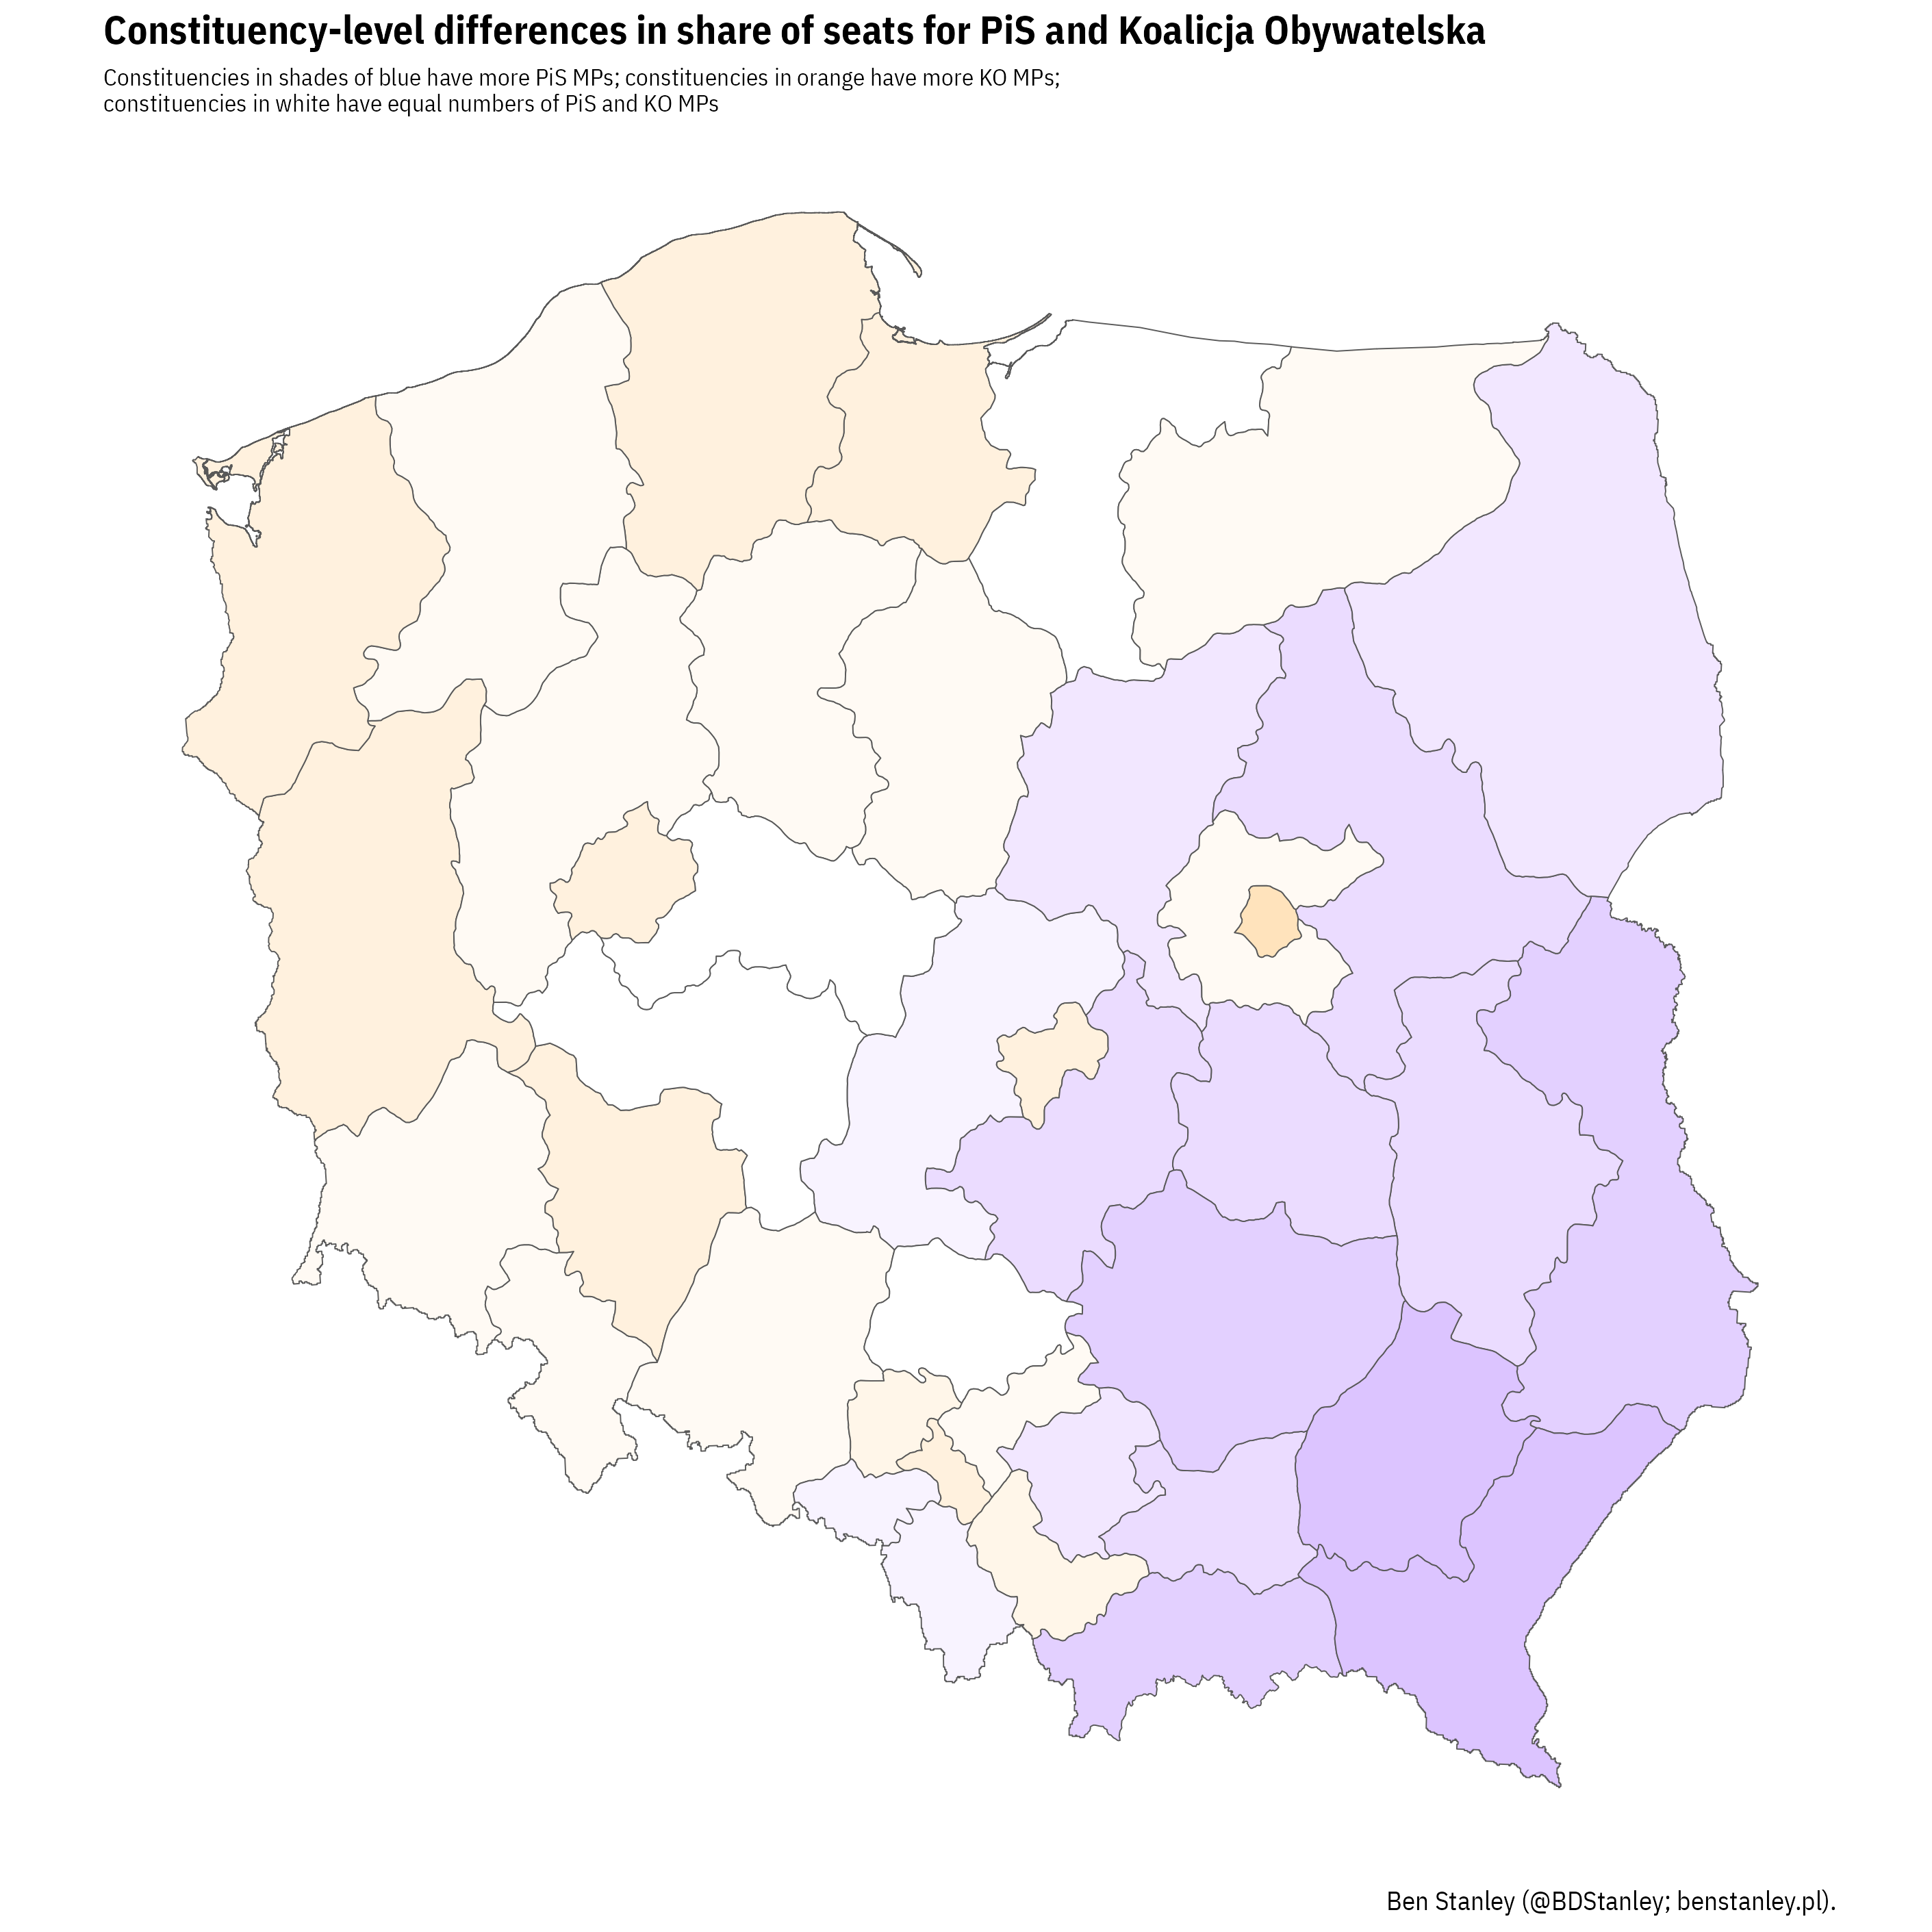 Constituency-level differences in share of seats for PiS and Koalicja Obywatelska
Constituencies in shades of blue have more PiS MPs; constituencies in orange have more KO MPs;
constituencies in white have equal numbers of PiS and KO MPs
Ben Stanley (@BDStanley; benstanley.pl).